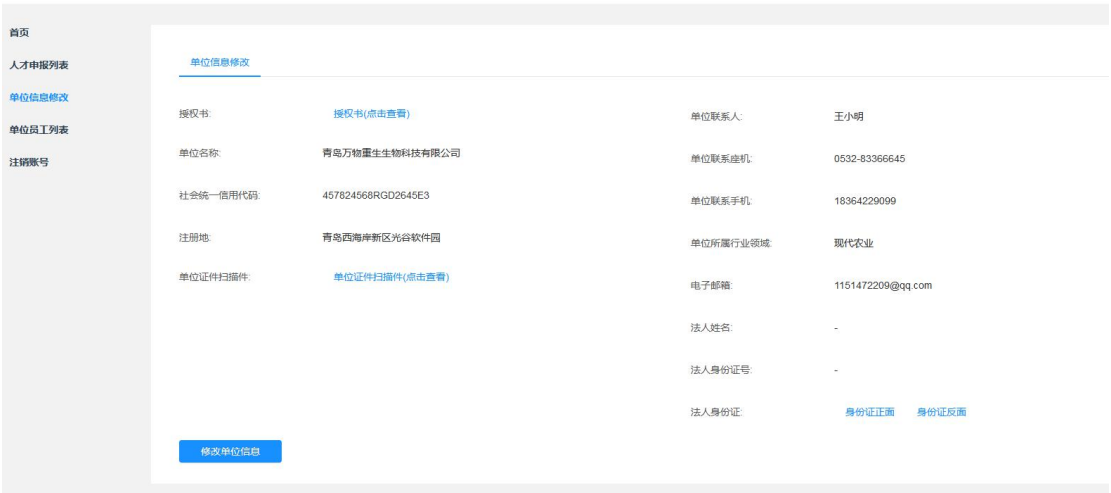 首页
人才申报列表
单位信息修改
单位员工列表
注销账号
单位信息修改
授权书: 授权书(点击查看)
单位名称: 青岛万物重生生物科技有限公司
社会统一信用代码: 457824568RGD2645E3
注册地: 青岛西海岸新区光谷软件园
单位证件扫描件: 单位证件扫描件(点击查看)
单位联系人: 王小明
单位联系座机: 0532-83366645
单位联系手机: 18364229099
单位所属行业领域: 现代农业
电子邮箱: 1151472209@qq.com
法人姓名: -
法人身份证号: -
法人身份证: 身份证正面 身份证反面
修改单位信息